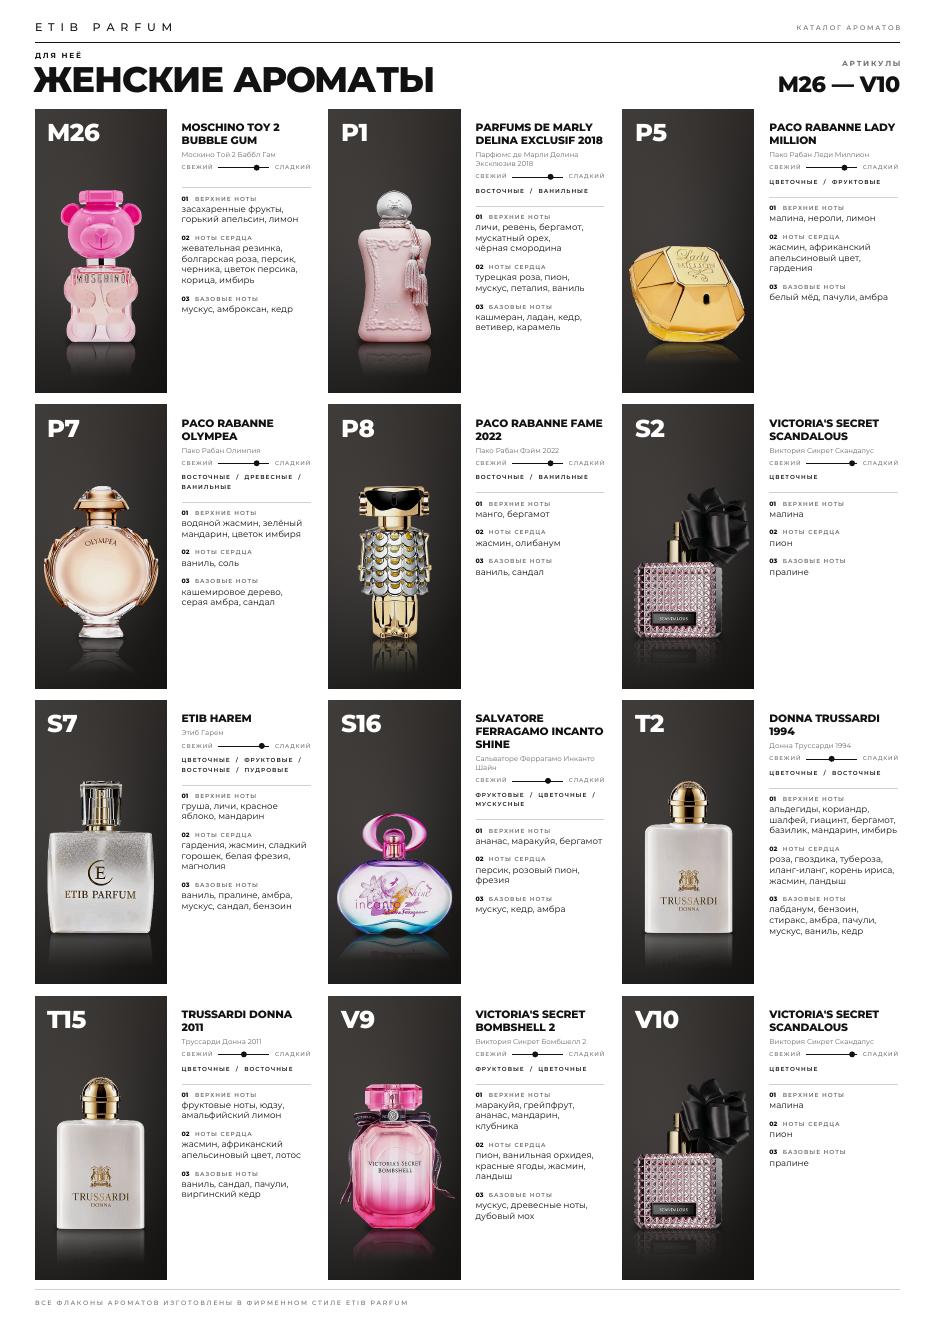 ETIB PARFUM
КАТАЛОГ АРОМАТОВ
ДЛЯ НЕЁ
ЖЕНСКИЕ АРОМАТЫ
АРТИКУЛЫ
M26 — V10
M26
MOSCHINO
MOSCHINO TOY 2
BUBBLE GUM
Москино Той 2 Баббл Гам
СВЕЖИЙ СЛАДКИЙ
01 ВЕРХНИЕ НОТЫ
засахаренные фрукты,
горький апельсин, лимон
02 НОТЫ СЕРДЦА
жевательная резинка,
болгарская роза, персик,
черника, цветок персика,
корица, имбирь
03 БАЗОВЫЕ НОТЫ
мускус, амброксан, кедр
P1
PARFUMS DE MARLY
DELINA EXCLUSIF 2018
Парфюмс де Марли Делина
Эксклюзив 2018
СВЕЖИЙ СЛАДКИЙ
ВОСТОЧНЫЕ / ВАНИЛЬНЫЕ
01 ВЕРХНИЕ НОТЫ
личи, ревень, бергамот,
мускатный орех,
чёрная смородина
02 НОТЫ СЕРДЦА
турецкая роза, пион,
мускус, петалия, ваниль
03 БАЗОВЫЕ НОТЫ
кашмеран, ладан, кедр,
ветивер, карамель
P5
Lady
MILLION
PACO RABANNE LADY
MILLION
Пако Рабан Леди Миллион
СВЕЖИЙ СЛАДКИЙ
ЦВЕТОЧНЫЕ / ФРУКТОВЫЕ
01 ВЕРХНИЕ НОТЫ
малина, нероли, лимон
02 НОТЫ СЕРДЦА
жасмин, африканский
апельсиновый цвет,
гардения
03 БАЗОВЫЕ НОТЫ
белый мёд, пачули, амбра
P7
OLYMPÉA
PACO RABANNE
OLYMPEA
Пако Рабан Олимпия
СВЕЖИЙ СЛАДКИЙ
ВОСТОЧНЫЕ / ДРЕВЕСНЫЕ /
ВАНИЛЬНЫЕ
01 ВЕРХНИЕ НОТЫ
водяной жасмин, зелёный
мандарин, цветок имбиря
02 НОТЫ СЕРДЦА
ваниль, соль
03 БАЗОВЫЕ НОТЫ
кашемировое дерево,
серая амбра, сандал
P8
PACO RABANNE FAME
2022
Пако Рабан Фэйм 2022
СВЕЖИЙ СЛАДКИЙ
ВОСТОЧНЫЕ / ВАНИЛЬНЫЕ
01 ВЕРХНИЕ НОТЫ
манго, бергамот
02 НОТЫ СЕРДЦА
жасмин, олибанум
03 БАЗОВЫЕ НОТЫ
ваниль, сандал
S2
SCANDALOUS
VICTORIA'S SECRET
SCANDALOUS
Виктория Сикрет Скандалус
СВЕЖИЙ СЛАДКИЙ
ЦВЕТОЧНЫЕ
01 ВЕРХНИЕ НОТЫ
малина
02 НОТЫ СЕРДЦА
пион
03 БАЗОВЫЕ НОТЫ
пралине
S7
E
ETIB PARFUM
ETIB HAREM
Этиб Гарем
СВЕЖИЙ СЛАДКИЙ
ЦВЕТОЧНЫЕ / ФРУКТОВЫЕ /
ВОСТОЧНЫЕ / ПУДРОВЫЕ
01 ВЕРХНИЕ НОТЫ
груша, личи, красное
яблоко, мандарин
02 НОТЫ СЕРДЦА
гардения, жасмин, сладкий
горошек, белая фрезия,
магнолия
03 БАЗОВЫЕ НОТЫ
ваниль, пралине, амбра,
мускус, сандал, бензоин
S16
incanto
Shine
SALVATORE
FERRAGAMO INCANTO
SHINE
Сальваторе Феррагамо Инканто
Шайн
СВЕЖИЙ СЛАДКИЙ
ФРУКТОВЫЕ / ЦВЕТОЧНЫЕ /
МУСКУСНЫЕ
01 ВЕРХНИЕ НОТЫ
ананас, маракуйя, бергамот
02 НОТЫ СЕРДЦА
персик, розовый пион,
фрезия
03 БАЗОВЫЕ НОТЫ
мускус, кедр, амбра
T2
TRUSSARDI
DONNA
DONNA TRUSSARDI
1994
Донна Труссарди 1994
СВЕЖИЙ СЛАДКИЙ
ЦВЕТОЧНЫЕ / ВОСТОЧНЫЕ
01 ВЕРХНИЕ НОТЫ
альдегиды, кориандр,
шалфей, гиацинт, бергамот,
базилик, мандарин, имбирь
02 НОТЫ СЕРДЦА
роза, гвоздика, тубероза,
иланг-иланг, корень ириса,
жасмин, ландыш
03 БАЗОВЫЕ НОТЫ
лабданум, бензоин,
стиракс, амбра, пачули,
мускус, ваниль, кедр
T15
TRUSSARDI
DONNA
TRUSSARDI DONNA
2011
Труссарди Донна 2011
СВЕЖИЙ СЛАДКИЙ
ЦВЕТОЧНЫЕ / ВОСТОЧНЫЕ
01 ВЕРХНИЕ НОТЫ
фруктовые ноты, юдзу,
амальфийский лимон
02 НОТЫ СЕРДЦА
жасмин, африканский
апельсиновый цвет, лотос
03 БАЗОВЫЕ НОТЫ
ваниль, сандал, пачули,
виргинский кедр
V9
VICTORIA'S SECRET
BOMBSHELL
VICTORIA'S SECRET
BOMBSHELL 2
Виктория Сикрет Бомбшелл 2
СВЕЖИЙ СЛАДКИЙ
ФРУКТОВЫЕ / ЦВЕТОЧНЫЕ
01 ВЕРХНИЕ НОТЫ
маракуйя, грейпфрут,
ананас, мандарин,
клубника
02 НОТЫ СЕРДЦА
пион, ванильная орхидея,
красные ягоды, жасмин,
ландыш
03 БАЗОВЫЕ НОТЫ
мускус, древесные ноты,
дубовый мох
V10
SCANDALOUS
VICTORIA'S SECRET
SCANDALOUS
Виктория Сикрет Скандалус
СВЕЖИЙ СЛАДКИЙ
ЦВЕТОЧНЫЕ
01 ВЕРХНИЕ НОТЫ
малина
02 НОТЫ СЕРДЦА
пион
03 БАЗОВЫЕ НОТЫ
пралине
ВСЕ ФЛАКОНЫ АРОМАТОВ ИЗГОТОВЛЕНЫ В ФИРМЕННОМ СТИЛЕ ETIB PARFUM